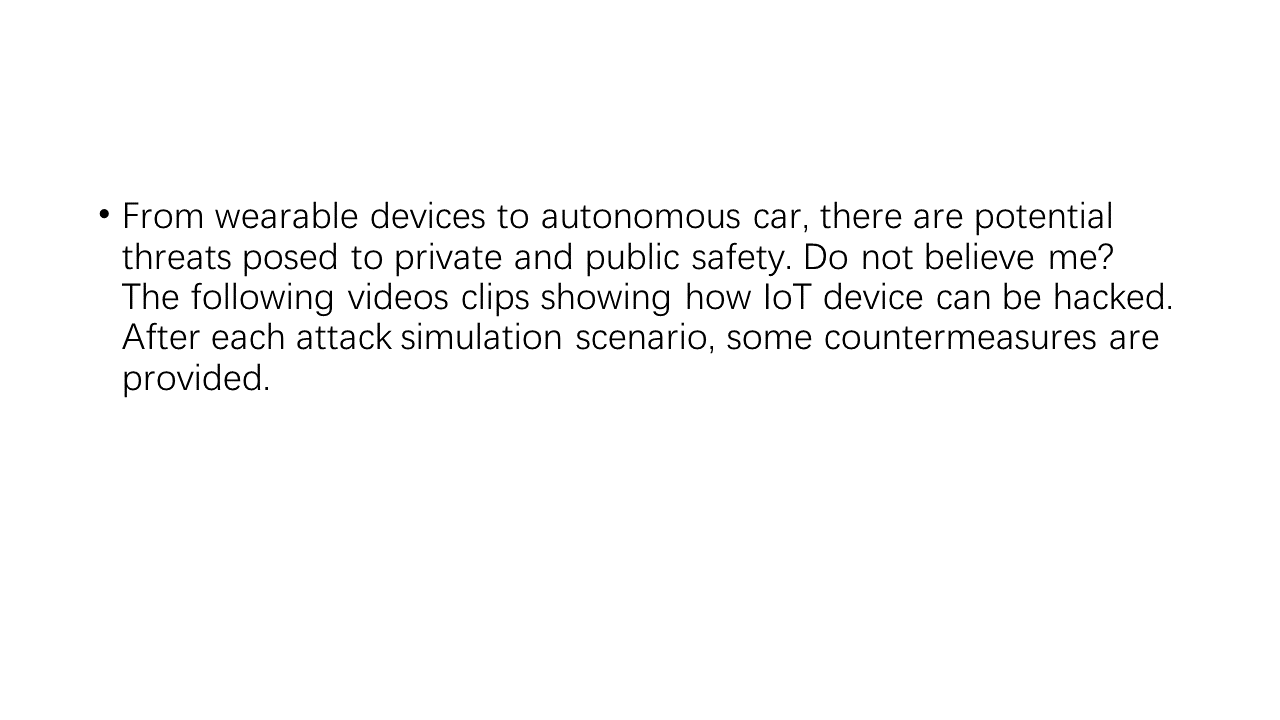 • From wearable devices to autonomous car, there are potential
threats posed to private and public safety. Do not believe me?
The following videos clips showing how IoT device can be hacked.
After each attack simulation scenario, some countermeasures are
provided.